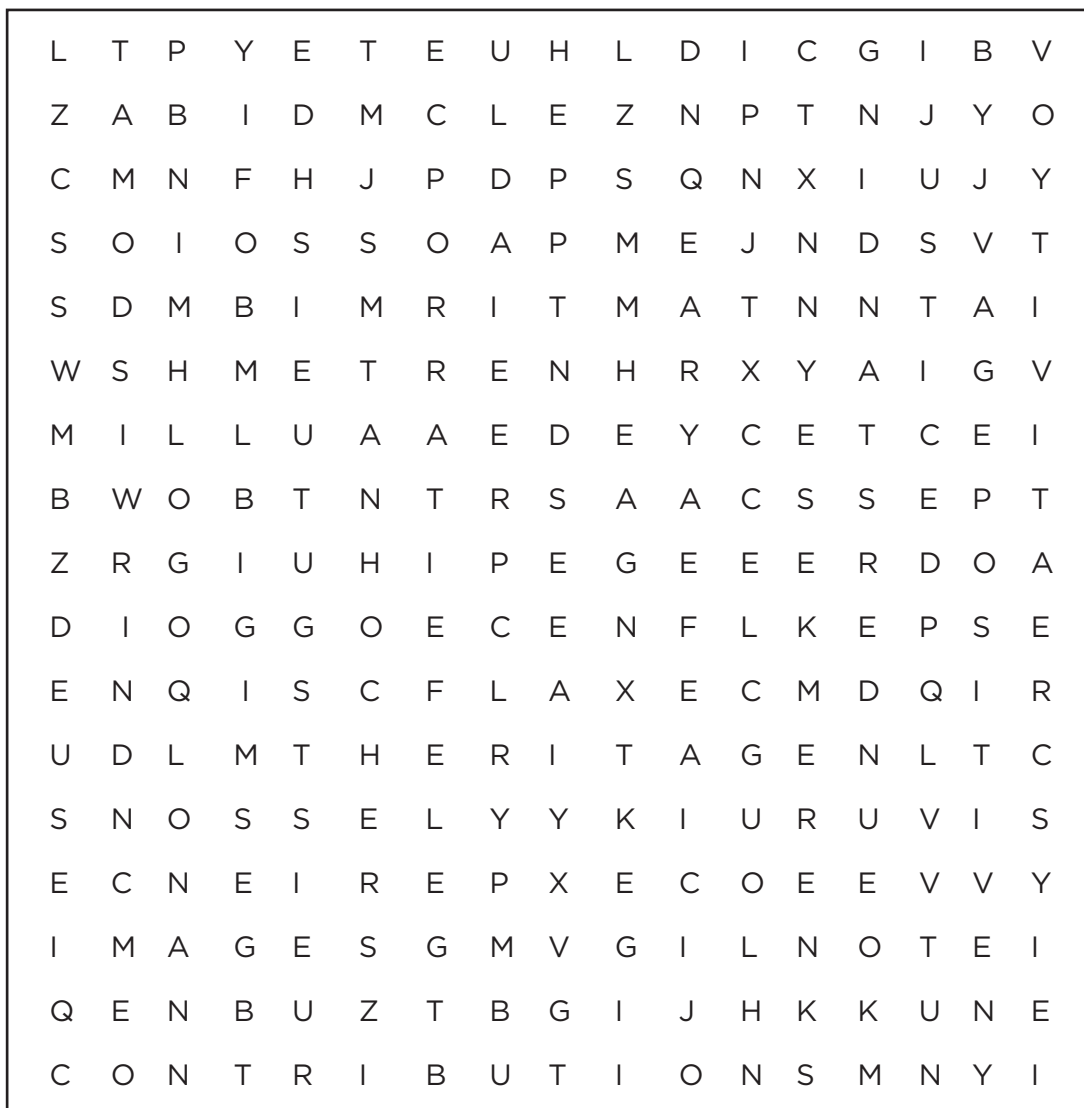 L T P Y E T E U H L D I C G I B V
Z A B I D M C L E Z N P T N J Y O
C M N F H J P D P S Q N X I U J Y
S O I O S S O A P M E J N D S V T
S D M B I M R I T M A T N N T A I
W S H M E T R E N H R X Y A I G V
M I L L U A A E D E Y C E T C E I
B W O B T N T R S A A C S S E P T
Z R G I U H I P E G E E E R D O A
D I O G G O E C E N F L K E P S E
E N Q I S C F L A X E C M D Q I R
U D L M T H E R I T A G E N L T C
S N O S S E L Y Y K I U R U V I S
E C N E I R E P X E C O E E V V Y
I M A G E S G M V G I L N O T E I
Q E N B U Z T B G I J H K K U N E
C O N T R I B U T I O N S M N Y I